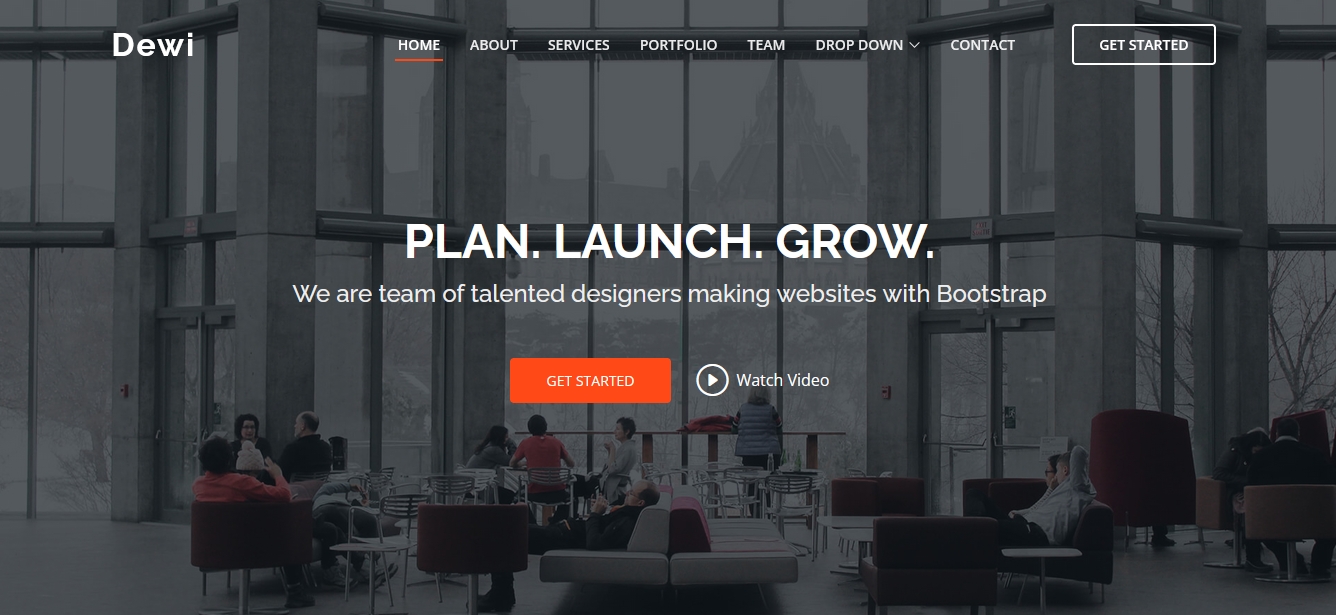 Dewi
HOME ABOUT SERVICES PORTFOLIO TEAM DROP DOWN CONTACT GET STARTED
PLAN. LAUNCH. GROW.
We are team of talented designers making websites with Bootstrap
GET STARTED Watch Video